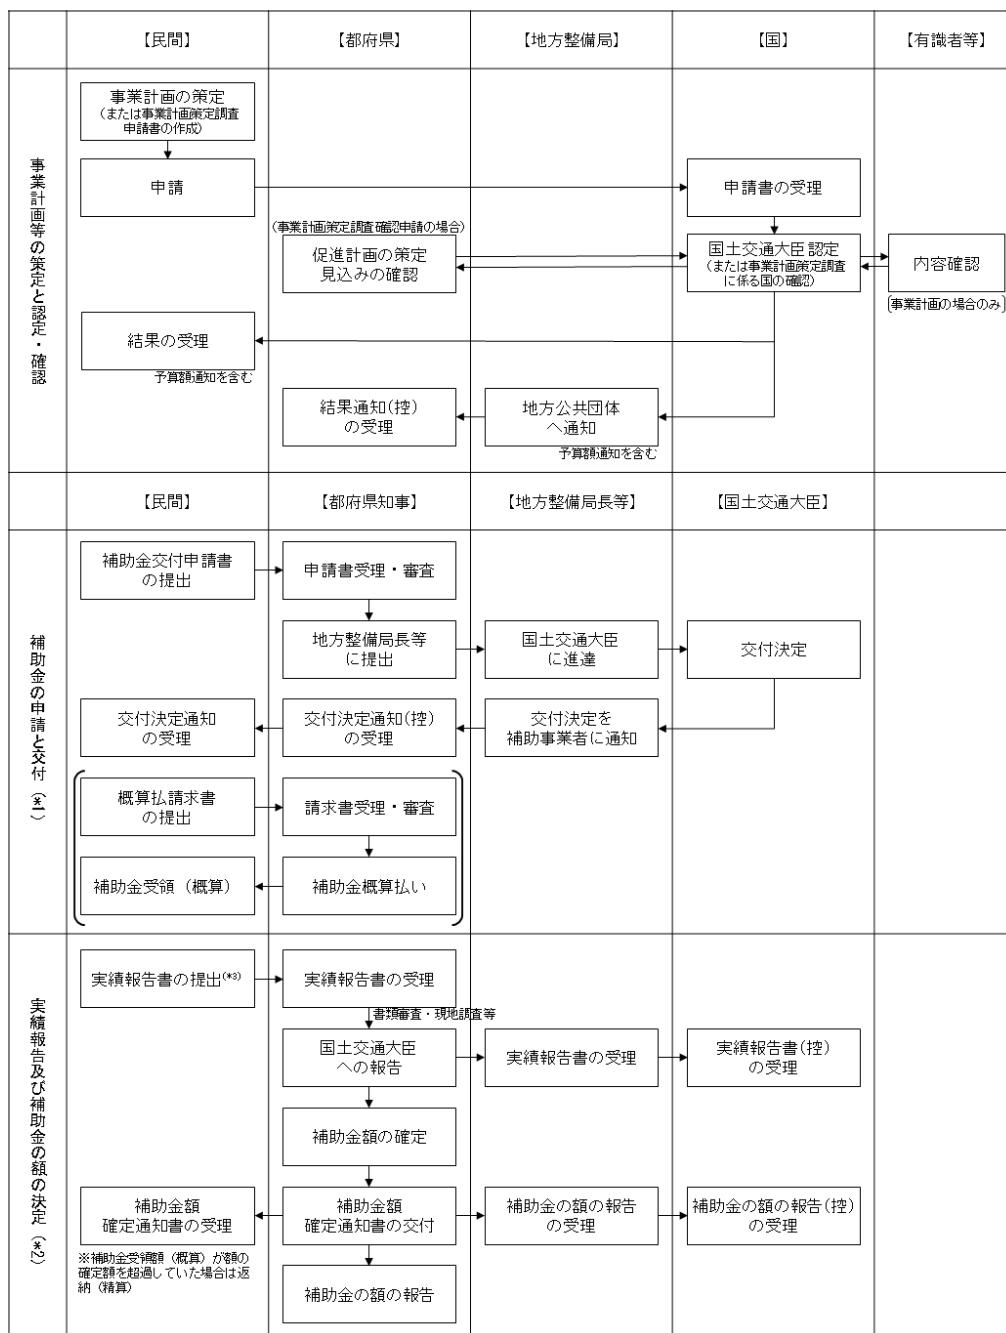 【民間】
【都府県】
【地方整備局】
【国】
【有識者等】
事業計画等の策定と認定・確認
事業計画の策定
（または事業計画策定調査
申請書の作成）
申請
申請書の受理
（事業計画策定調査確認申請の場合）
促進計画の策定
見込みの確認
国土交通大臣認定
（または事業計画策定調査
に係る国の確認）
内容確認
〔事業計画の場合のみ〕
結果の受理
予算額通知を含む
結果通知(控)
の受理
地方公共団体
へ通知
予算額通知を含む
【民間】
【都府県知事】
【地方整備局長等】
【国土交通大臣】
補助金の申請と交付（*1）
補助金交付申請書
の提出
申請書受理・審査
地方整備局長等
に提出
国土交通大臣
に進達
交付決定
交付決定通知
の受理
交付決定通知(控)
の受理
交付決定を
補助事業者に通知
概算払請求書
の提出
請求書受理・審査
補助金受領（概算）
補助金概算払い
実績報告及び補助金の額の決定（*2）
実績報告書の提出(*3)
実績報告書の受理
書類審査・現地調査等
国土交通大臣
への報告
実績報告書の受理
実績報告書(控)
の受理
補助金額の確定
補助金額
確定通知書の受理
補助金額
確定通知書の交付
補助金の額の報告
の受理
補助金の額の報告(控)
の受理
※補助金受領額（概算）が額の
確定額を超過していた場合は返
納（精算）
補助金の額の報告